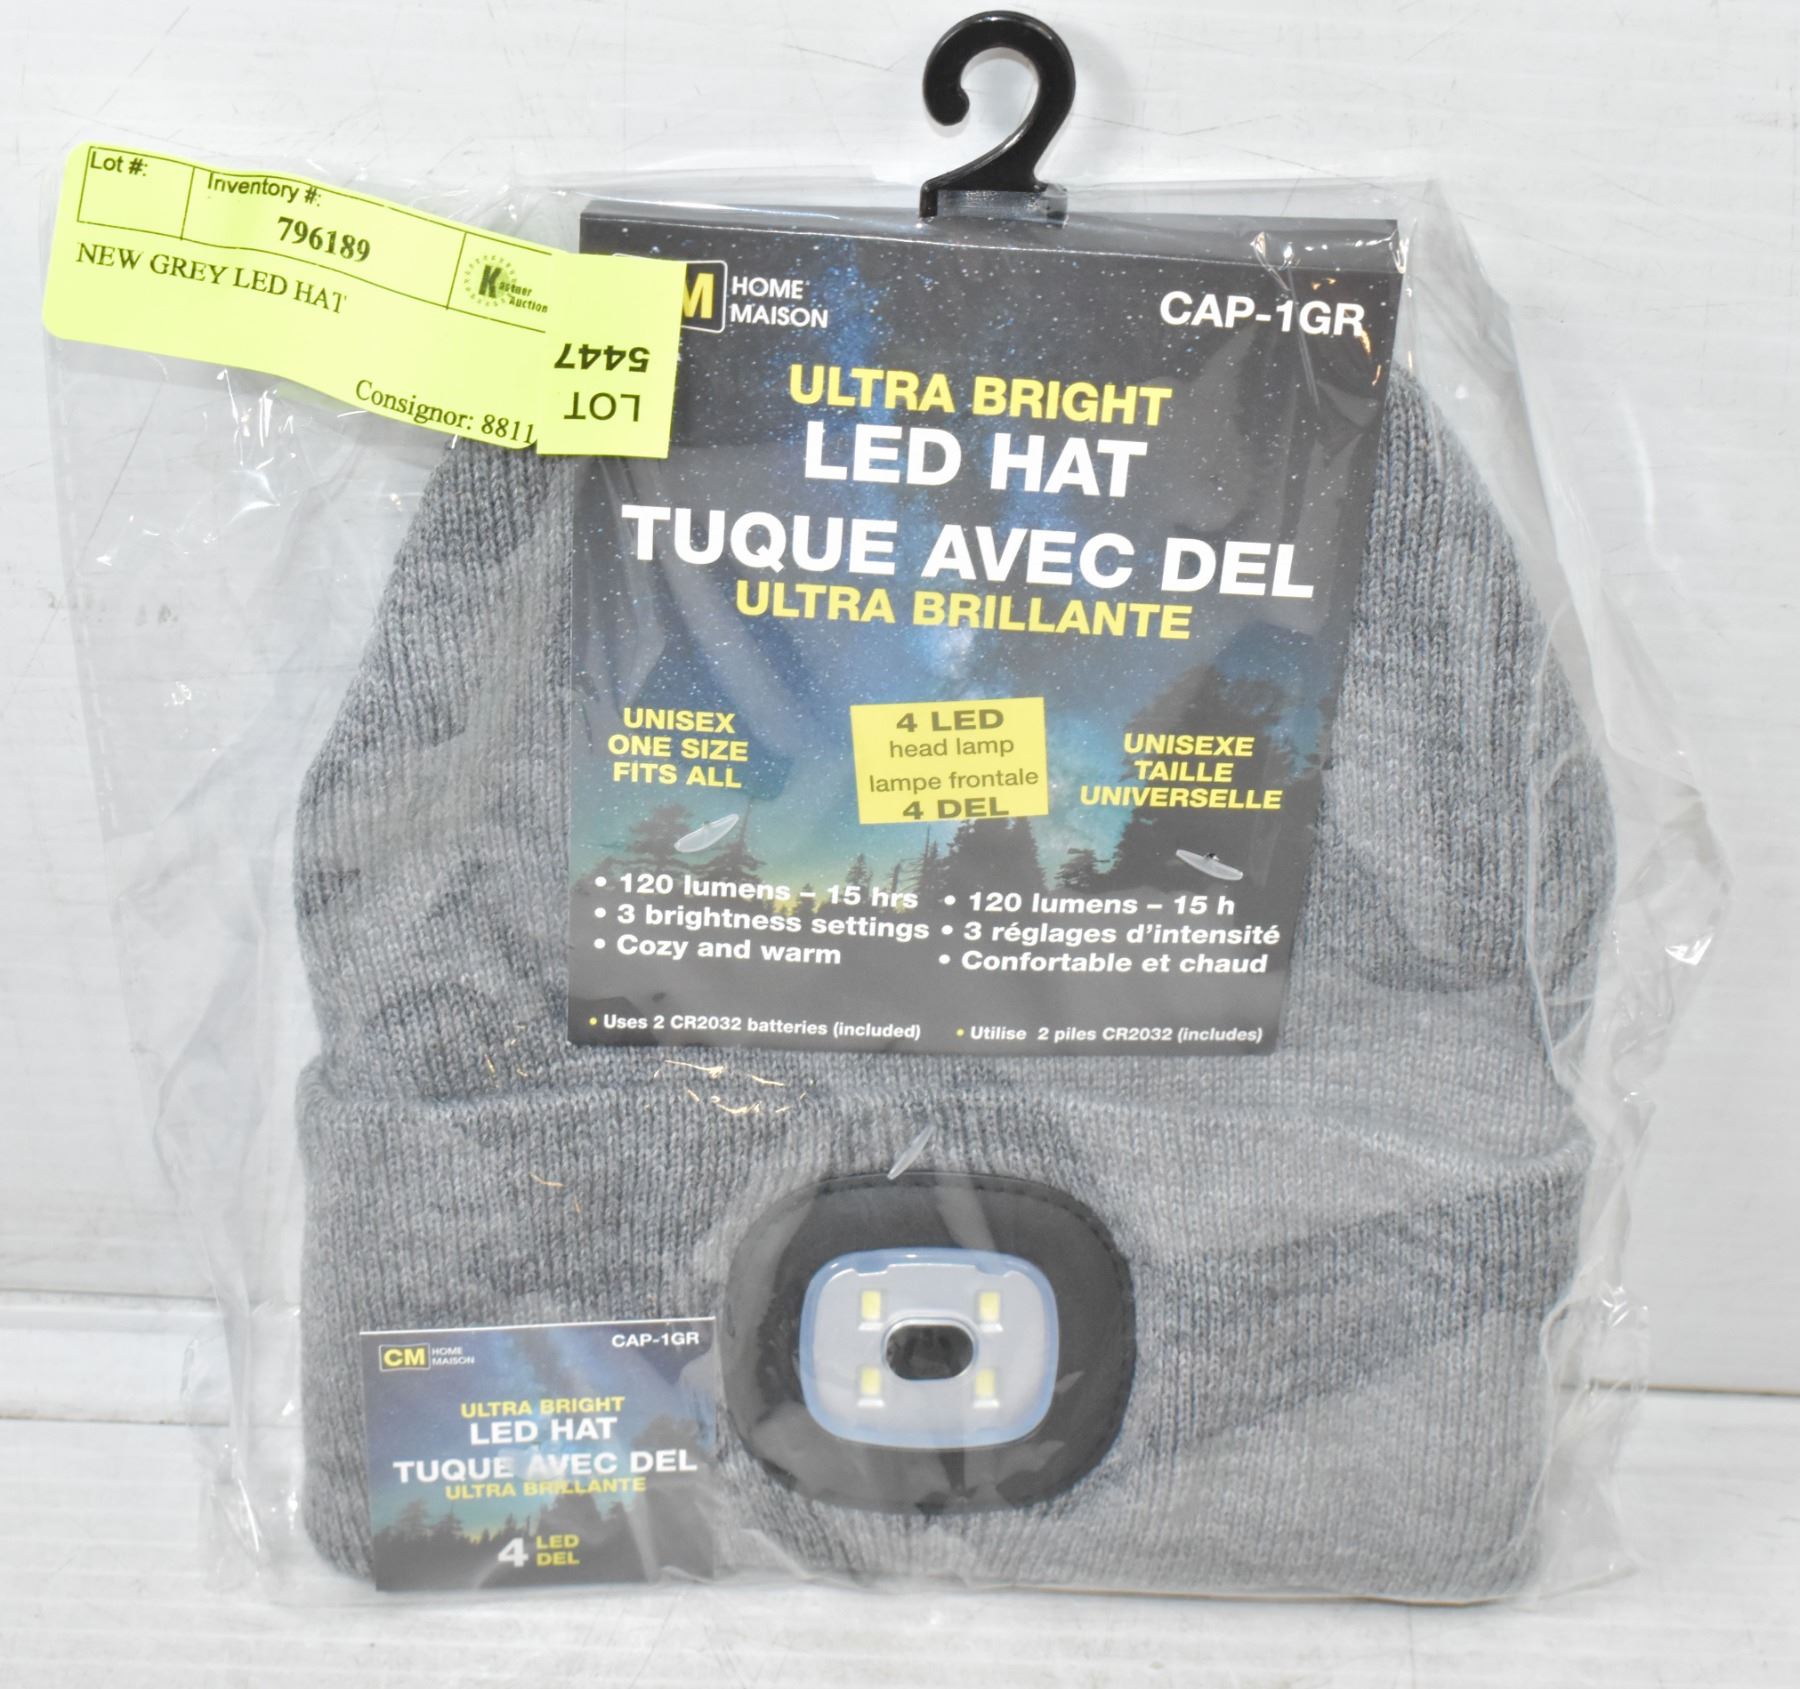 Lot #:
Inventory #:
796189
Kastner
Auction
NEW GREY LED HAT
Consignor: 8811
LOT
5447
M HOME
MAISON
CAP-1GR
ULTRA BRIGHT
LED HAT
TUQUE AVEC DEL
ULTRA BRILLANTE
UNISEX
ONE SIZE
FITS ALL
4 LED
head lamp
lampe frontale
4 DEL
UNISEXE
TAILLE
UNIVERSELLE
• 120 lumens – 15 hrs
• 3 brightness settings
• Cozy and warm
• 120 lumens – 15 h
• 3 réglages d'intensité
• Confortable et chaud
• Uses 2 CR2032 batteries (included)
• Utilise 2 piles CR2032 (includes)
CM HOME
MAISON
CAP-1GR
ULTRA BRIGHT
LED HAT
TUQUE AVEC DEL
ULTRA BRILLANTE
4 LED
DEL